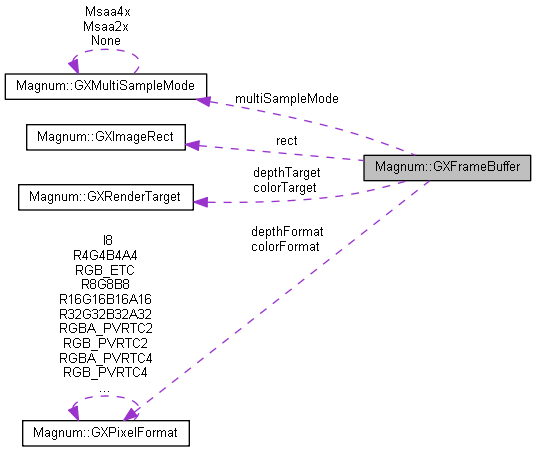 Msaa4x
Msaa2x
None
Magnum::GXMultiSampleMode
multiSampleMode
Magnum::GXImageRect
rect
Magnum::GXFrameBuffer
Magnum::GXRenderTarget
depthTarget
colorTarget
depthFormat
colorFormat
I8
R4G4B4A4
RGB_ETC
R8G8B8
R16G16B16A16
R32G32B32A32
RGBA_PVRTC2
RGB_PVRTC2
RGBA_PVRTC4
RGB_PVRTC4
...
Magnum::GXPixelFormat